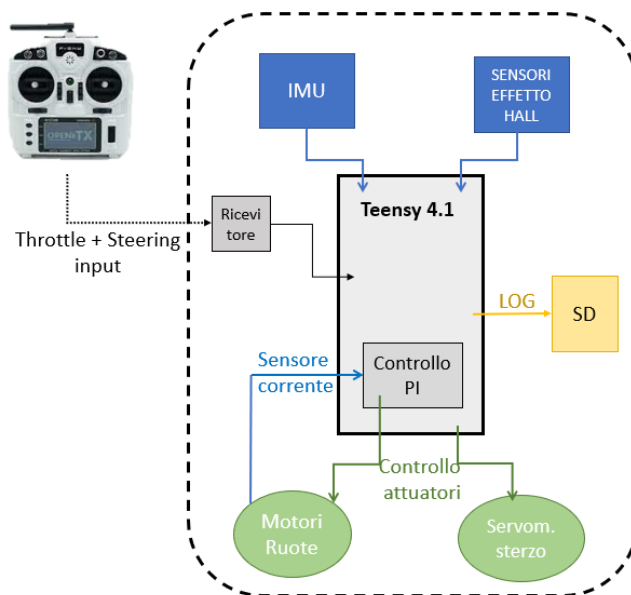 FrSKY
OPEN TX
IMU
SENSORI
EFFETTO
HALL
Teensy 4.1
Ricevi
tore
Throttle + Steering
input
LOG
SD
Sensore
corrente
Controllo
PI
Controllo
attuatori
Motori
Ruote
Servom.
sterzo